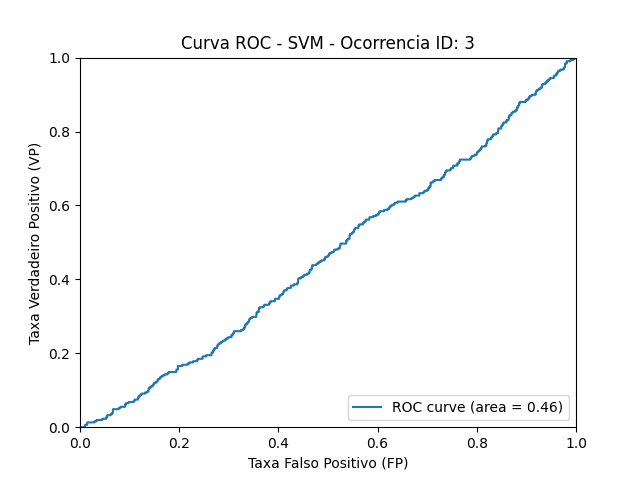 Curva ROC - SVM - Ocorrencia ID: 3
Taxa Verdadeiro Positivo (VP)
1.0
0.8
0.6
0.4
0.2
0.0
ROC curve (area = 0.46)
0.0 0.2 0.4 0.6 0.8 1.0
Taxa Falso Positivo (FP)